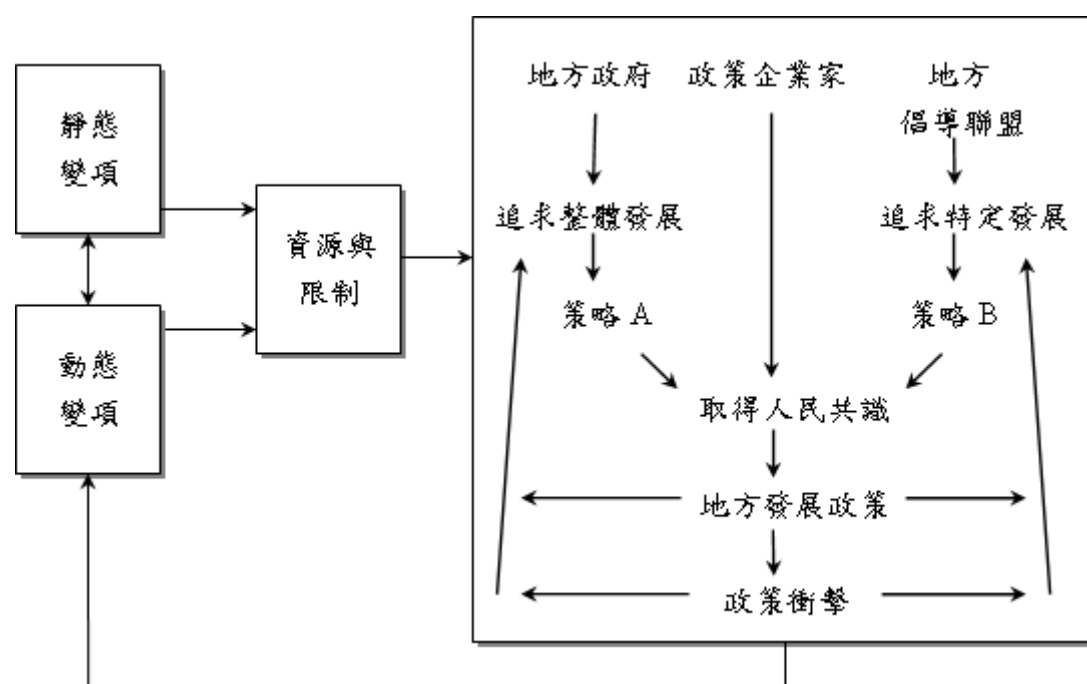 靜態
變項
動態
變項
資源與
限制
地方政府
政策企業家
地方
倡導聯盟
追求整體發展
追求特定發展
策略 A
策略 B
取得人民共識
地方發展政策
政策衝擊